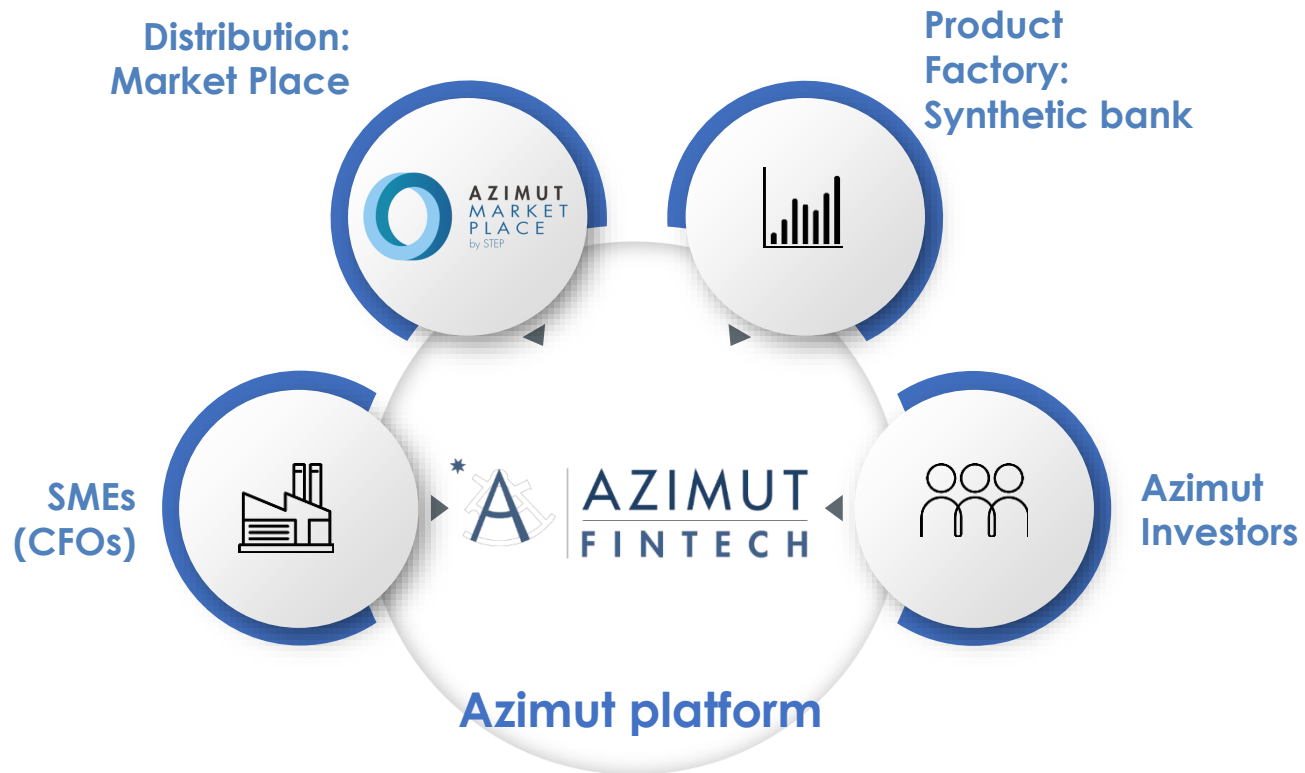 Distribution:
Market Place
Product
Factory:
Synthetic bank
AZIMUT
MARKET
PLACE
by STEP
SMEs
(CFOs)
A
AZIMUT
FINTECH
Azimut
Investors
Azimut platform